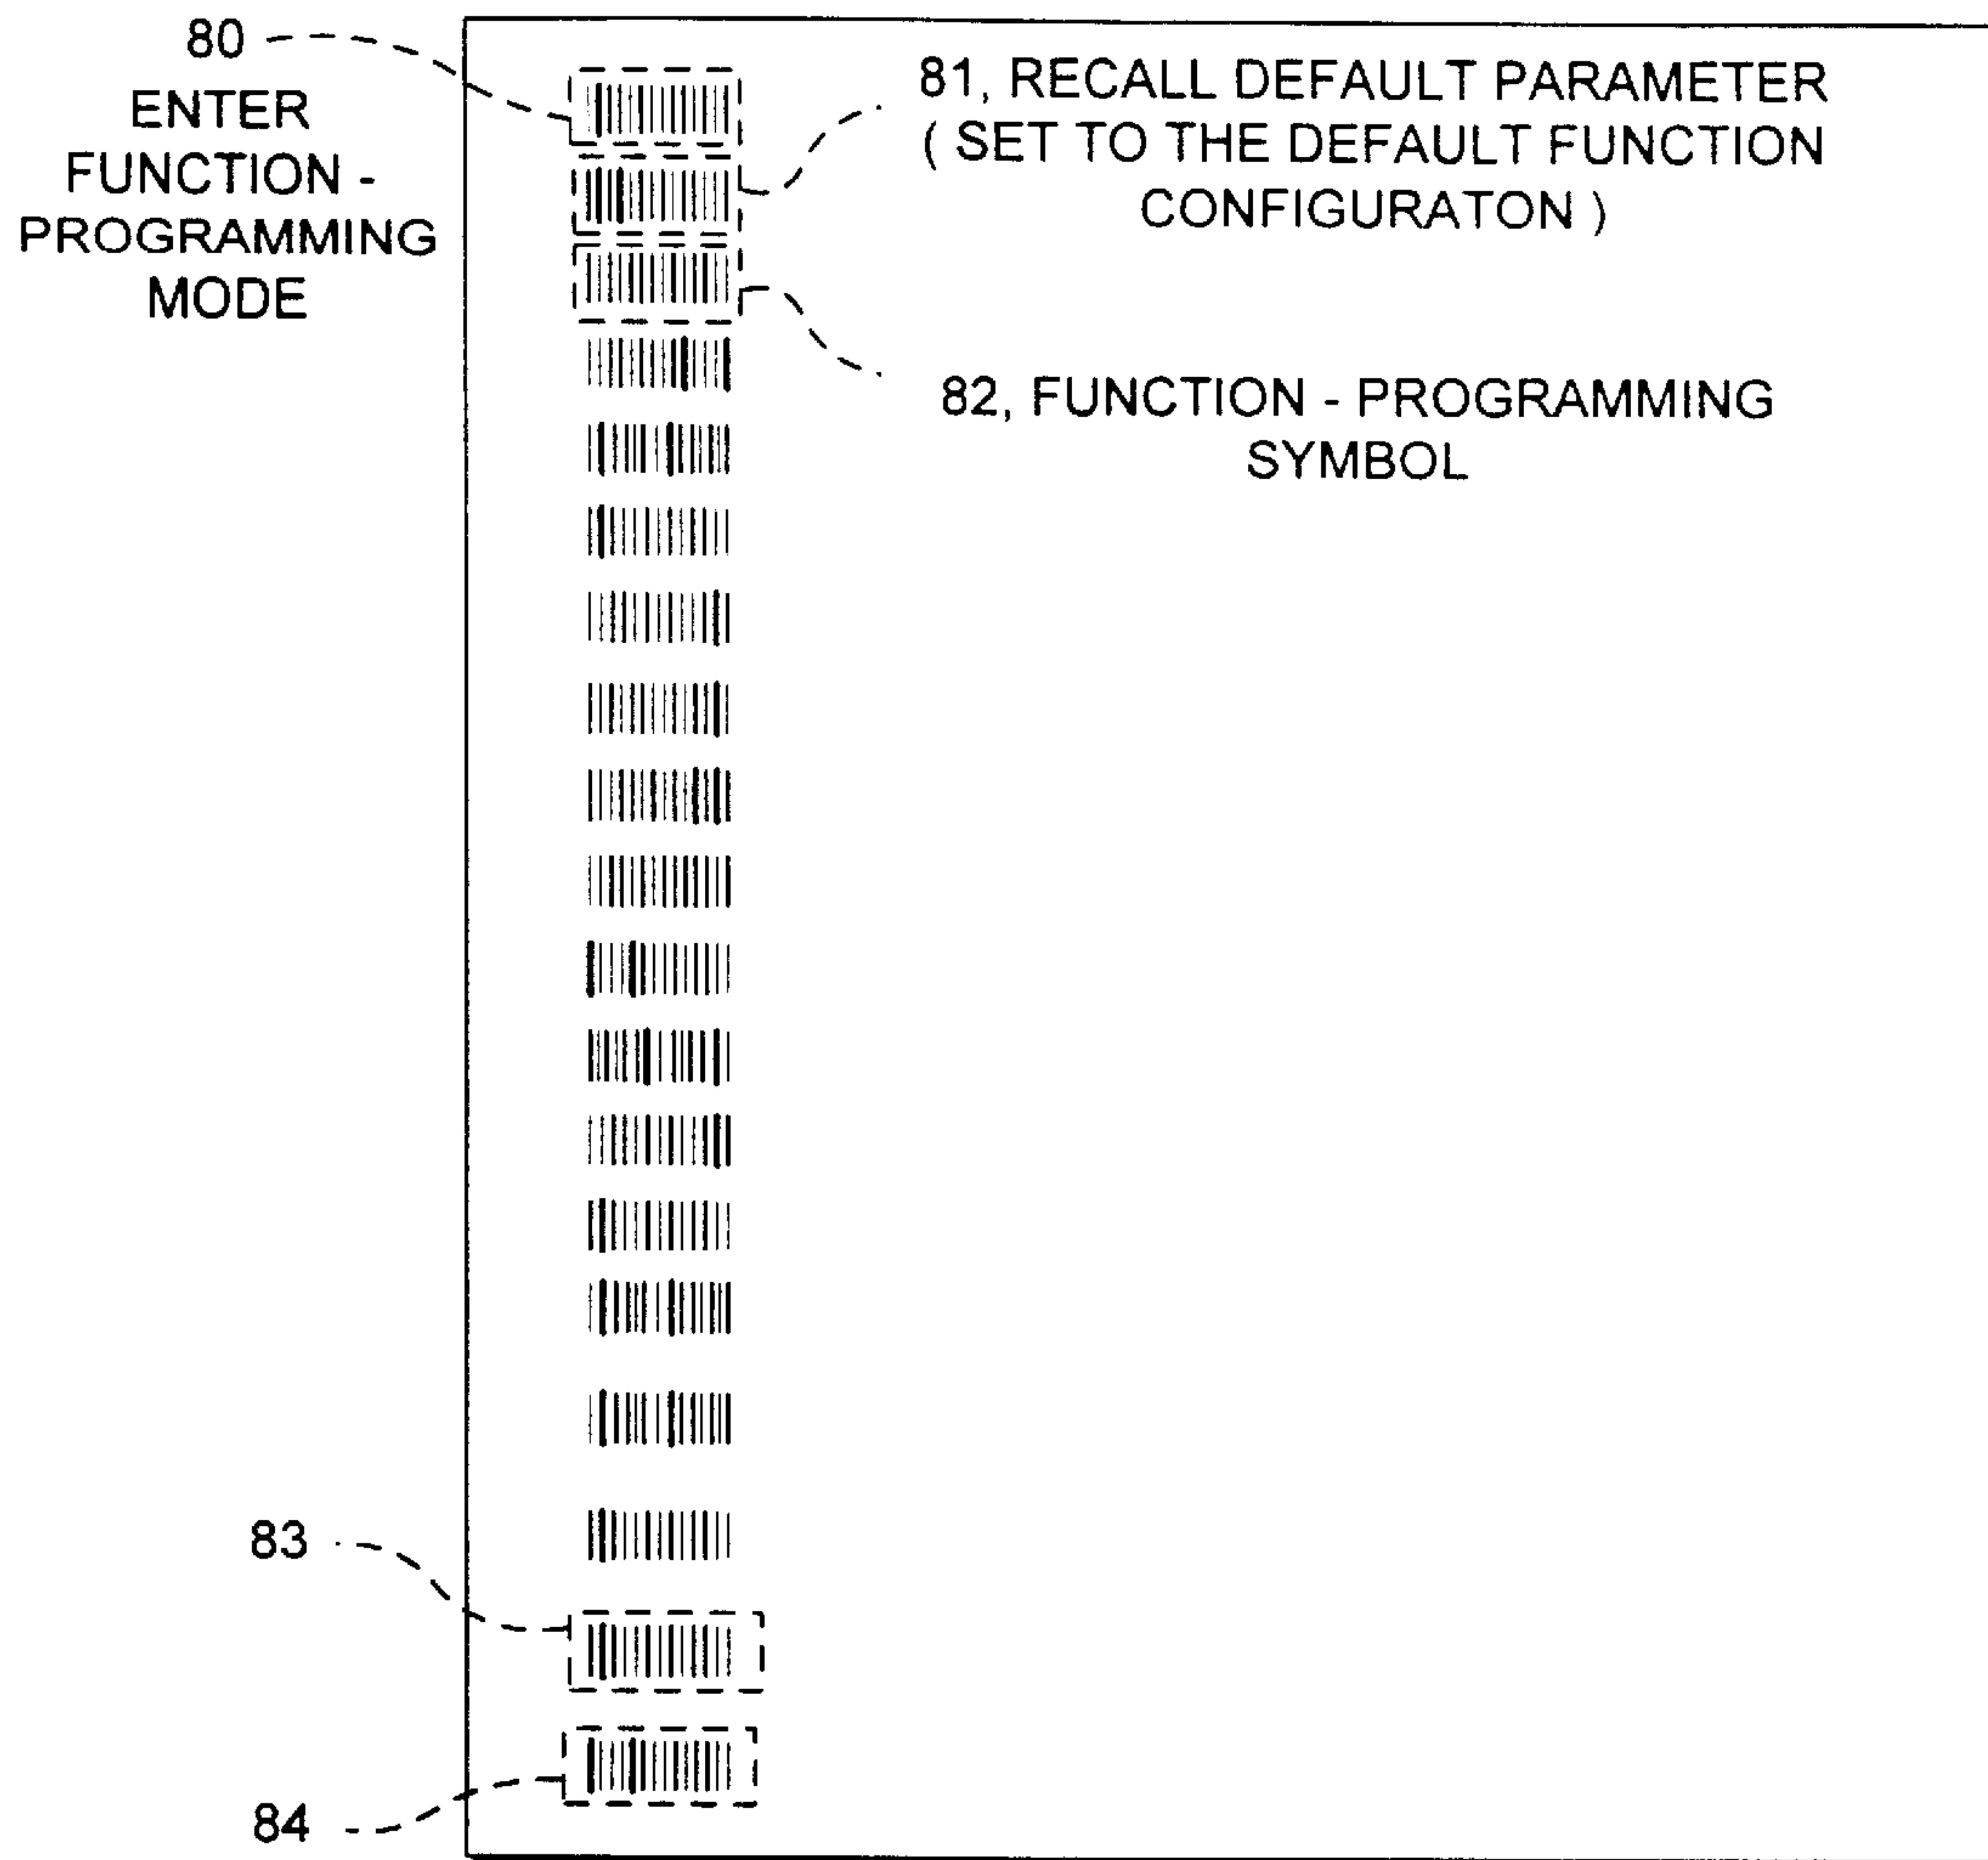 80
ENTER
FUNCTION -
PROGRAMMING
MODE
81, RECALL DEFAULT PARAMETER
( SET TO THE DEFAULT FUNCTION
CONFIGURATON )
82, FUNCTION - PROGRAMMING
SYMBOL
83
84